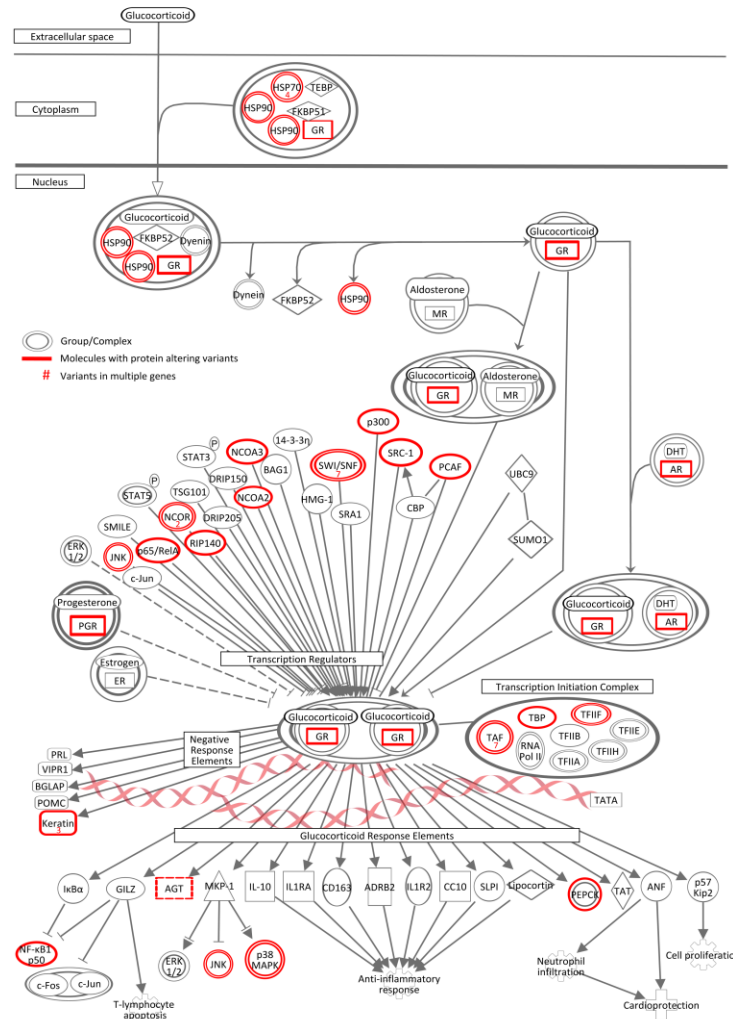 Glucocorticoid
Extracellular space
HSP70
4
TEBP
Cytoplasm
HSP90
FKBP51
HSP90
GR
Nucleus
Glucocorticoid
HSP90
FKBP52
Dyenin
HSP90
GR
Glucocorticoid
GR
Dynein
FKBP52
HSP90
Aldosterone
MR
Group/Complex
Molecules with protein altering variants
# Variants in multiple genes
Glucocorticoid
GR
Aldosterone
MR
p300
STAT3
P
NCOA3
14-3-3η
SRC-1
DHT
AR
STAT5
P
TSG101
DRIP150
BAG1
SWI/SNF
7
PCAF
UBC9
NCOA2
HMG-1
SRA1
CBP
SMILE
NCOR
2
DRIP205
SUMO1
ERK
1/2
JNK
p65/RelA
RIP140
c-Jun
Progesterone
PGR
Glucocorticoid
GR
DHT
AR
Estrogen
ER
Transcription Regulators
Transcription Initiation Complex
Glucocorticoid
GR
Glucocorticoid
GR
TAF
7
TBP
TFIIF
RNA
Pol II
TFIIB
TFIIE
TFIIA
TFIIH
Negative
Response
Elements
PRL
VIPR1
BGLAP
POMC
Keratin
3
TATA
Glucocorticoid Response Elements
IκBα
GILZ
AGT
MKP-1
IL-10
IL1RA
CD163
ADRB2
IL1R2
CC10
SLPI
Lipocortin
PEPCK
TAT
ANF
p57
Kip2
NF-κB1
p50
ERK
1/2
JNK
p38
MAPK
c-Fos
c-Jun
T-lymphocyte
apoptosis
Anti-inflammatory
response
Neutrophil
infiltration
Cell proliferatic
Cardioprotection